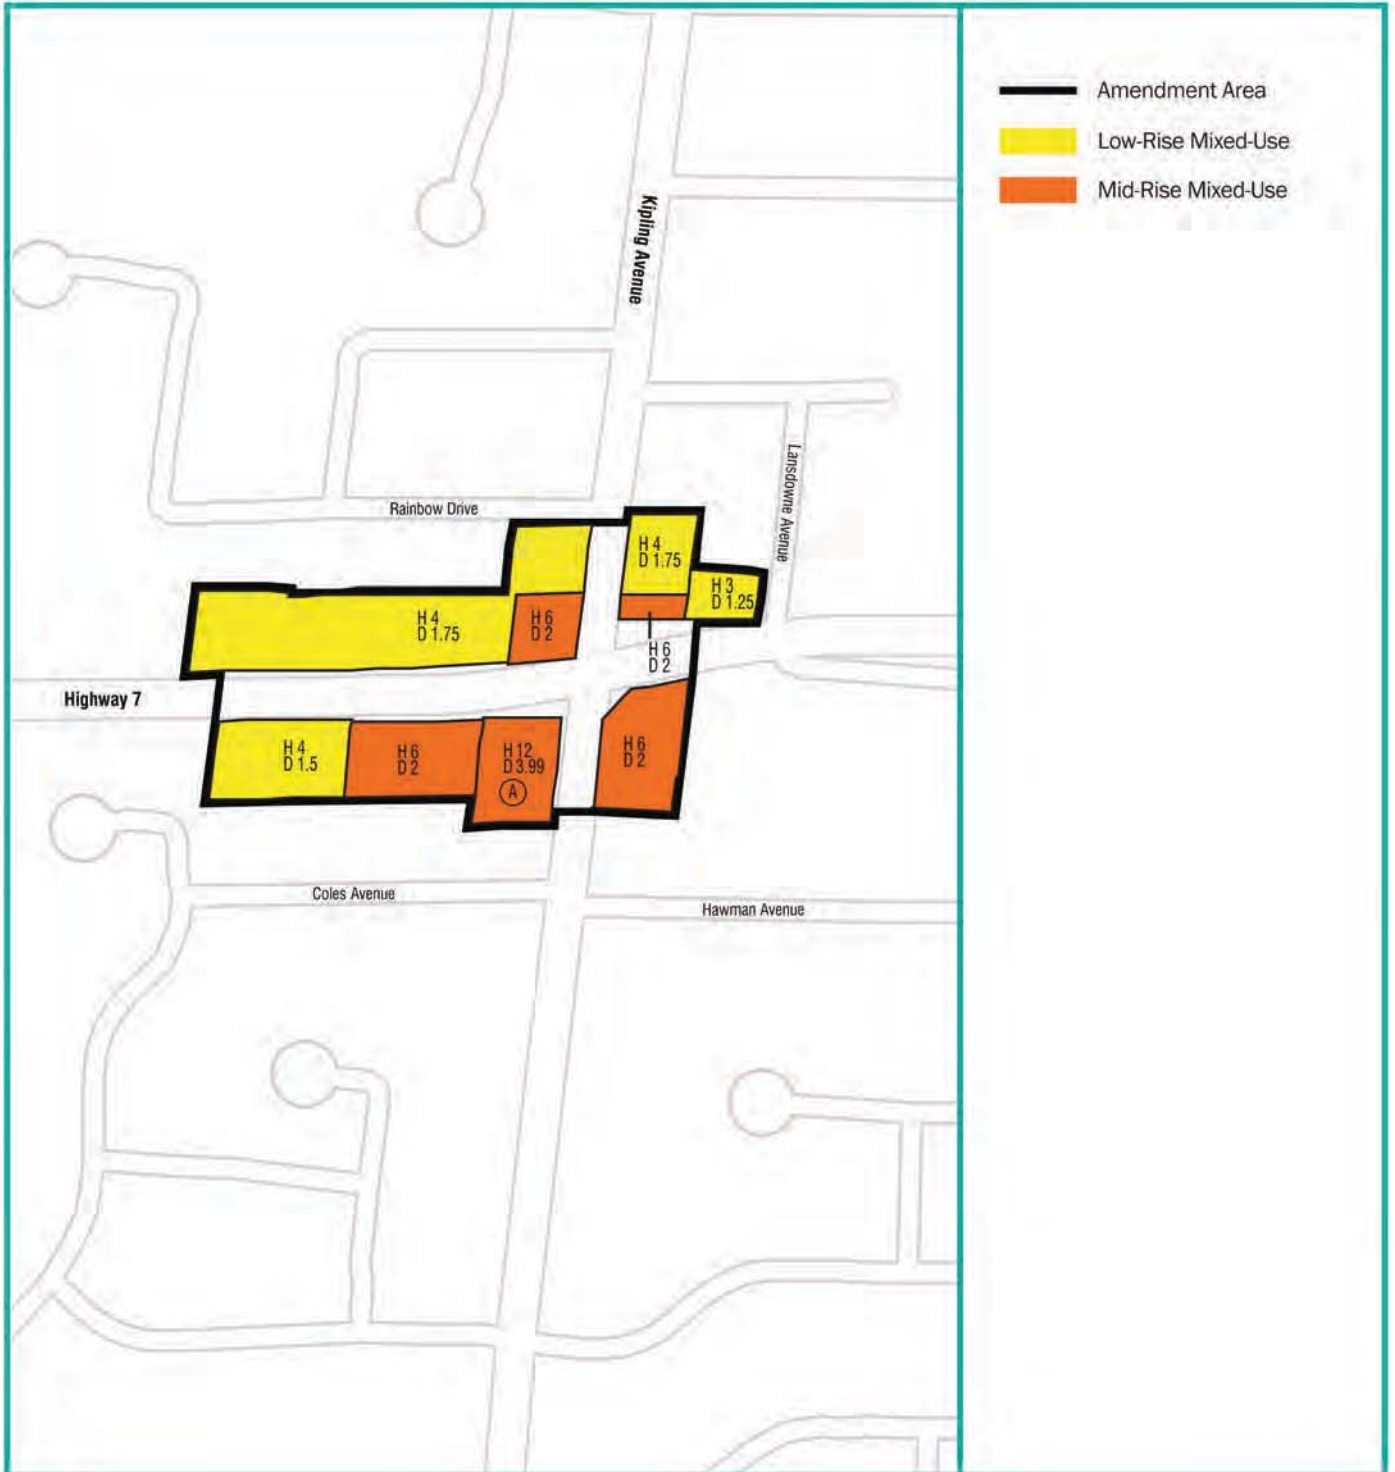 Amendment Area
Low-Rise Mixed-Use
Mid-Rise Mixed-Use
Kipling Avenue
Lansdowne Avenue
Rainbow Drive
H 4
D 1.75
H 3
D 1.25
H 4
D 1.75
H 6
D 2
H 6
D 2
Highway 7
H 4
D 1.5
H 6
D 2
H 12
D 3.99
A
H 6
D 2
Coles Avenue
Hawman Avenue